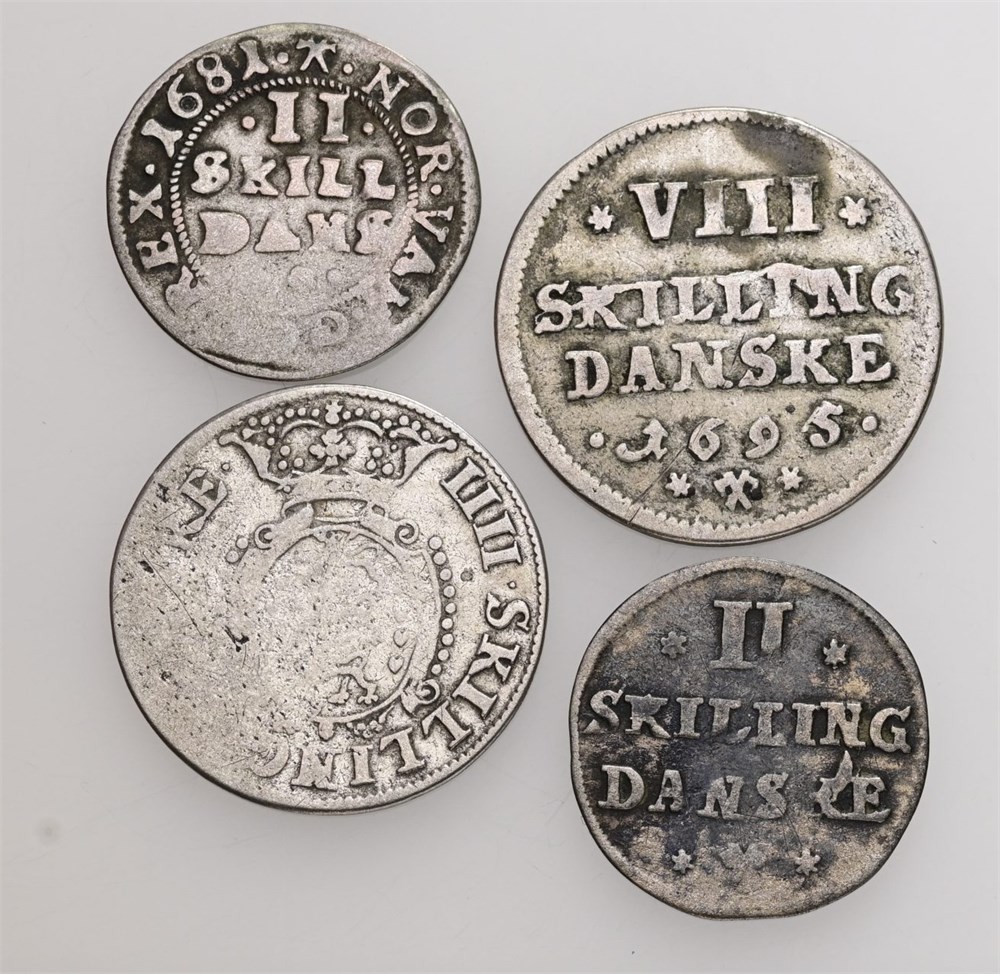 REX · 1681 · NOR · VA
· II ·
SKILL
DANS
VIII
SKILLING
DANSKE
· 1695 ·
IIII · SKILLING
E ·
II
SKILLING
DANSKE